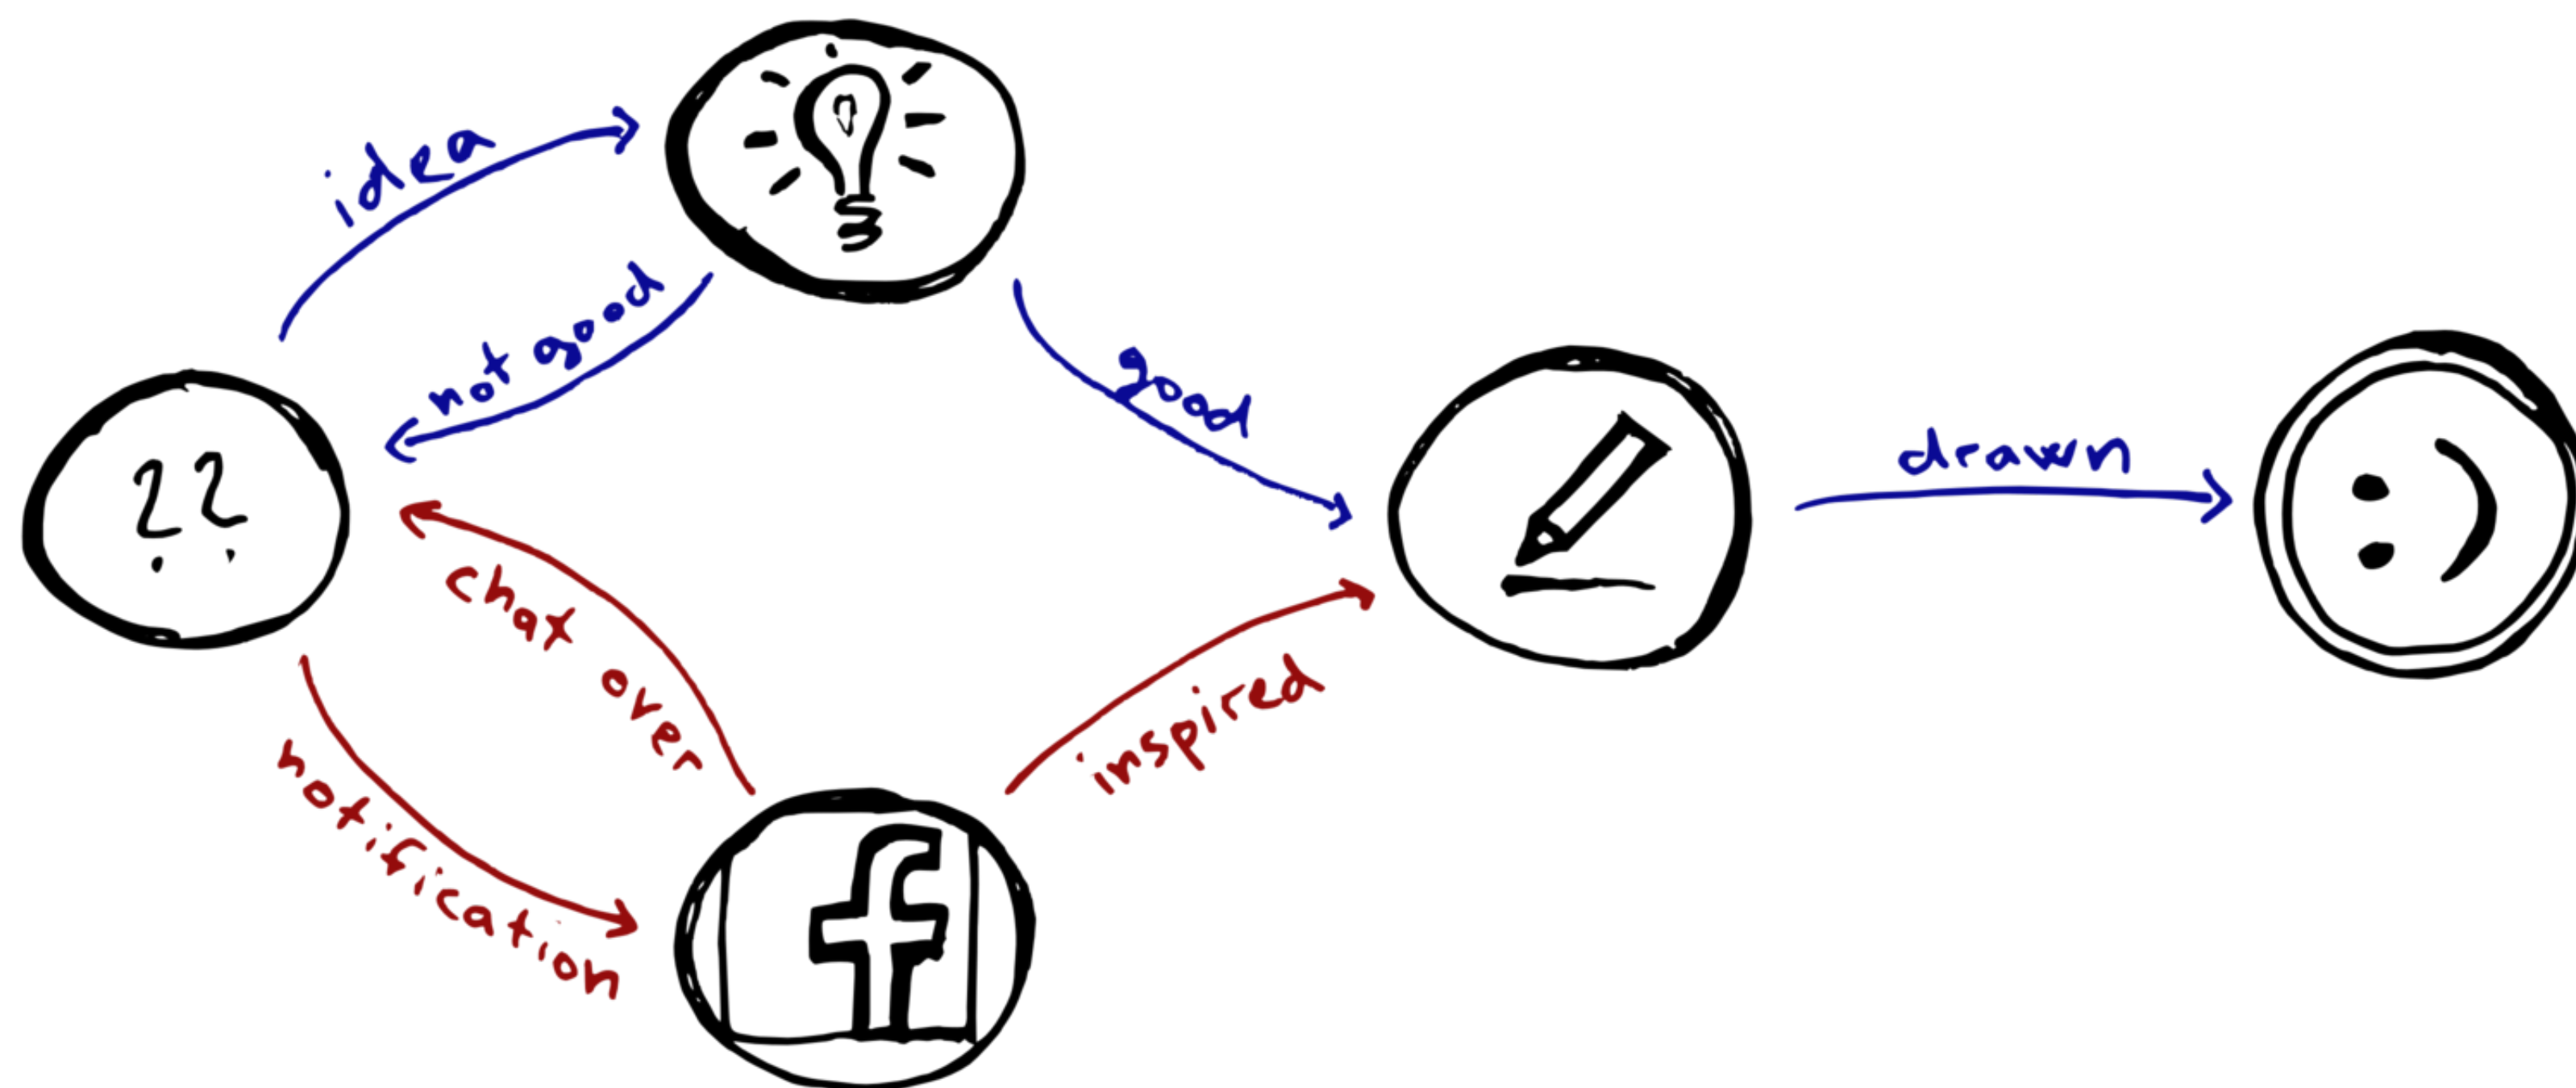 idea
not good
good
??
drawn
:)
chat over
inspired
notification
f